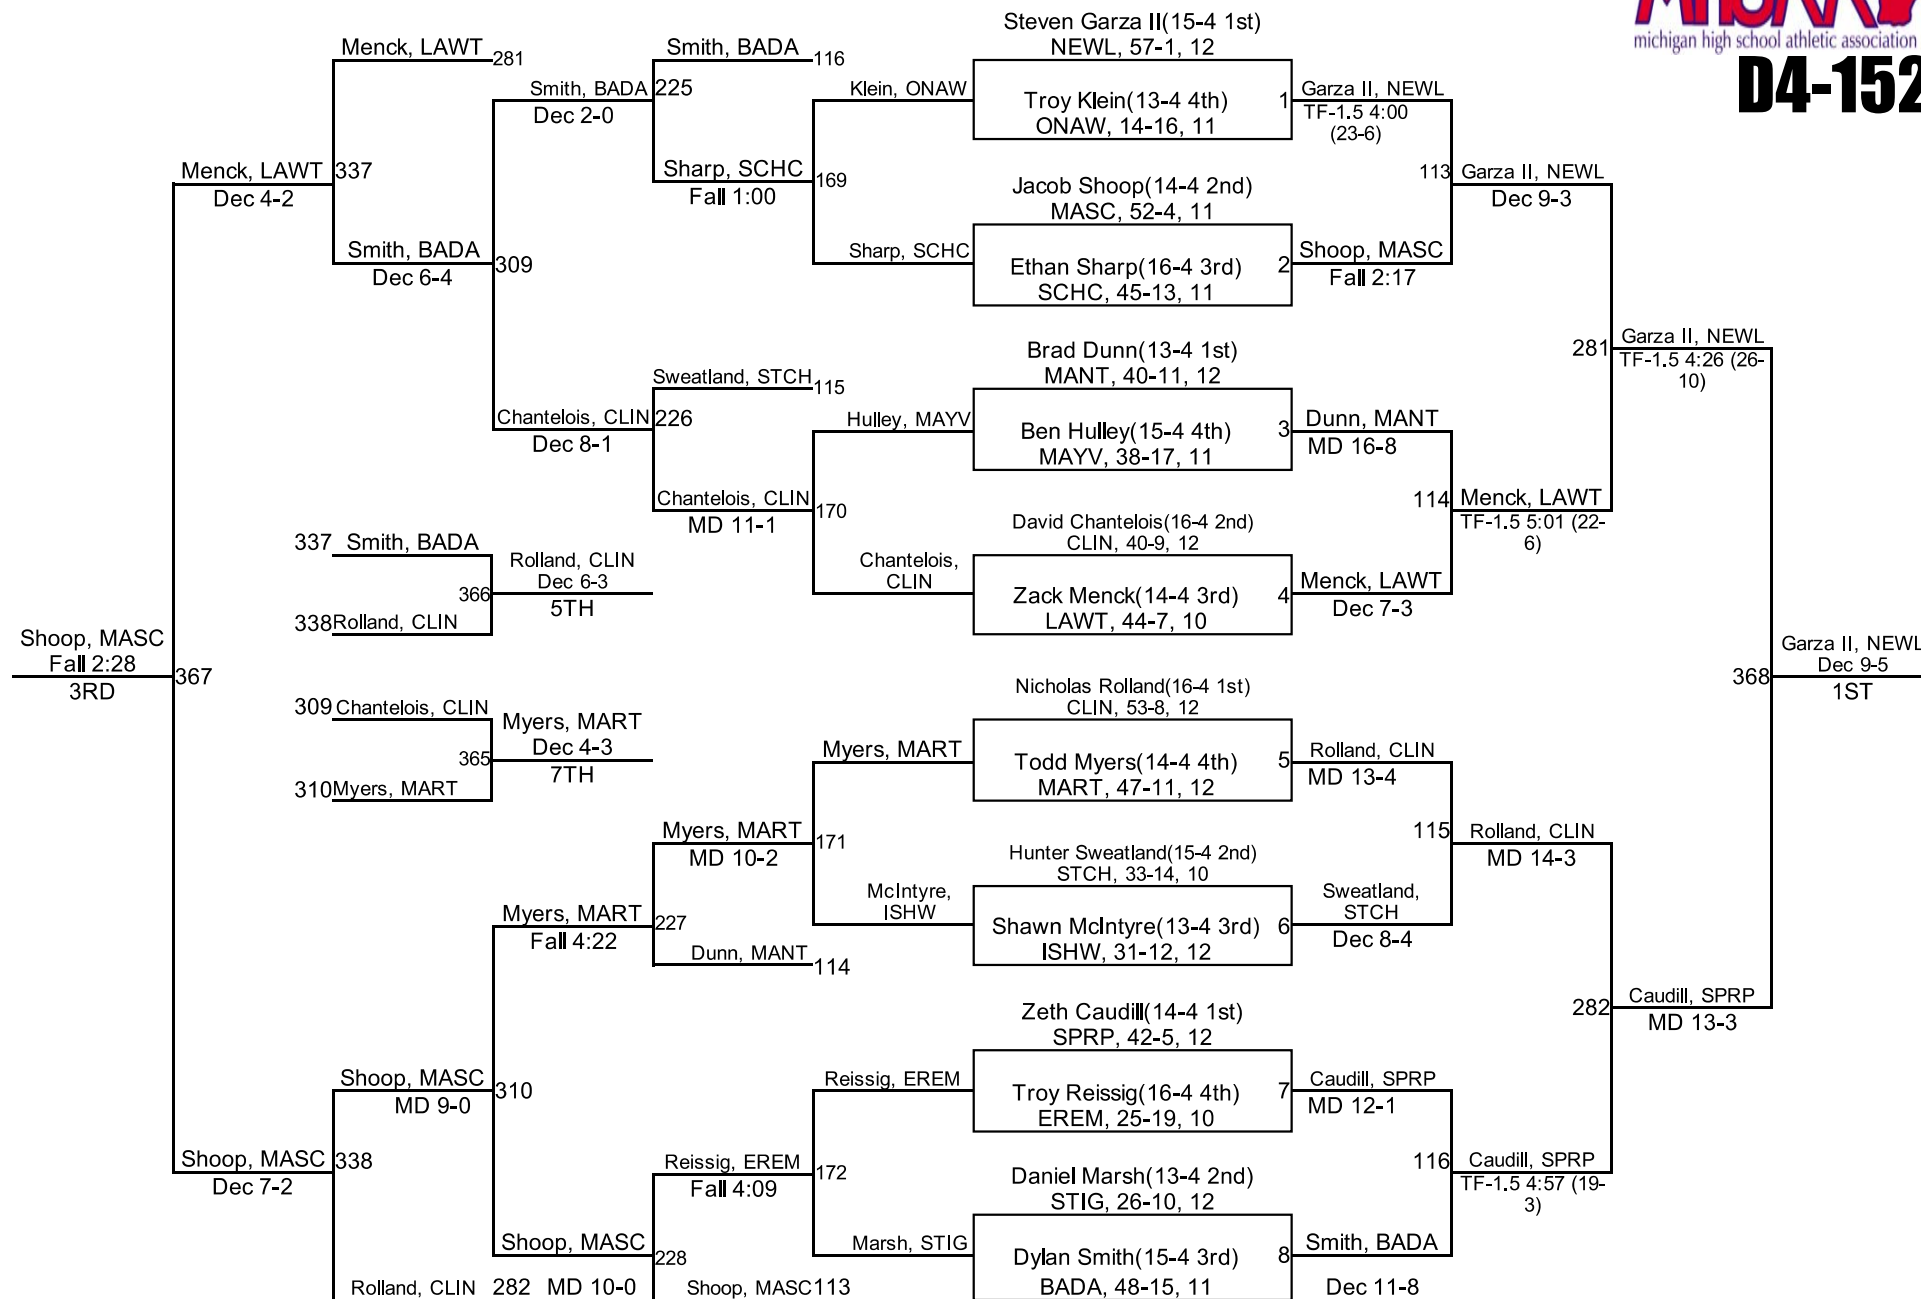 MHSAA
michigan high school athletic association
D4-152
Menck, LAWT
281
Menck, LAWT
337
Dec 4-2
Smith, BADA
309
Dec 6-4
Smith, BADA
225
Dec 2-0
Smith, BADA
116
Sharp, SCHC
169
Fall 1:00
Klein, ONAW
Sharp, SCHC
Chantelois, CLIN
226
Dec 8-1
Sweatland, STCH
115
Chantelois, CLIN
170
MD 11-1
Hulley, MAYV
Chantelois,
CLIN
337 Smith, BADA
366
338 Rolland, CLIN
Rolland, CLIN
Dec 6-3
5TH
Shoop, MASC
Fall 2:28
367
3RD
309 Chantelois, CLIN
365
310 Myers, MART
Myers, MART
Dec 4-3
7TH
Myers, MART
227
Fall 4:22
Myers, MART
171
MD 10-2
Dunn, MANT
114
Myers, MART
McIntyre,
ISHW
Shoop, MASC
310
MD 9-0
Shoop, MASC
338
Dec 7-2
Rolland, CLIN 282
Shoop, MASC
228
MD 10-0
Reissig, EREM
172
Fall 4:09
Shoop, MASC 113
Reissig, EREM
Marsh, STIG
Steven Garza II(15-4 1st)
NEWL, 57-1, 12
Troy Klein(13-4 4th)
ONAW, 14-16, 11
1
Jacob Shoop(14-4 2nd)
MASC, 52-4, 11
Ethan Sharp(16-4 3rd)
SCHC, 45-13, 11
2
Brad Dunn(13-4 1st)
MANT, 40-11, 12
Ben Hulley(15-4 4th)
MAYV, 38-17, 11
3
David Chantelois(16-4 2nd)
CLIN, 40-9, 12
Zack Menck(14-4 3rd)
LAWT, 44-7, 10
4
Nicholas Rolland(16-4 1st)
CLIN, 53-8, 12
Todd Myers(14-4 4th)
MART, 47-11, 12
5
Hunter Sweatland(15-4 2nd)
STCH, 33-14, 10
Shawn McIntyre(13-4 3rd)
ISHW, 31-12, 12
6
Zeth Caudill(14-4 1st)
SPRP, 42-5, 12
Troy Reissig(16-4 4th)
EREM, 25-19, 10
7
Daniel Marsh(13-4 2nd)
STIG, 26-10, 12
Dylan Smith(15-4 3rd)
BADA, 48-15, 11
8
Garza II, NEWL
TF-1.5 4:00
(23-6)
113
Shoop, MASC
Fall 2:17
Garza II, NEWL
Dec 9-3
Dunn, MANT
MD 16-8
114
Menck, LAWT
Dec 7-3
Menck, LAWT
TF-1.5 5:01 (22-
6)
281
Garza II, NEWL
TF-1.5 4:26 (26-
10)
Rolland, CLIN
MD 13-4
115
Sweatland,
STCH
Dec 8-4
Rolland, CLIN
MD 14-3
Caudill, SPRP
MD 12-1
116
Smith, BADA
Dec 11-8
Caudill, SPRP
TF-1.5 4:57 (19-
3)
282
Caudill, SPRP
MD 13-3
368
Garza II, NEWL
Dec 9-5
1ST